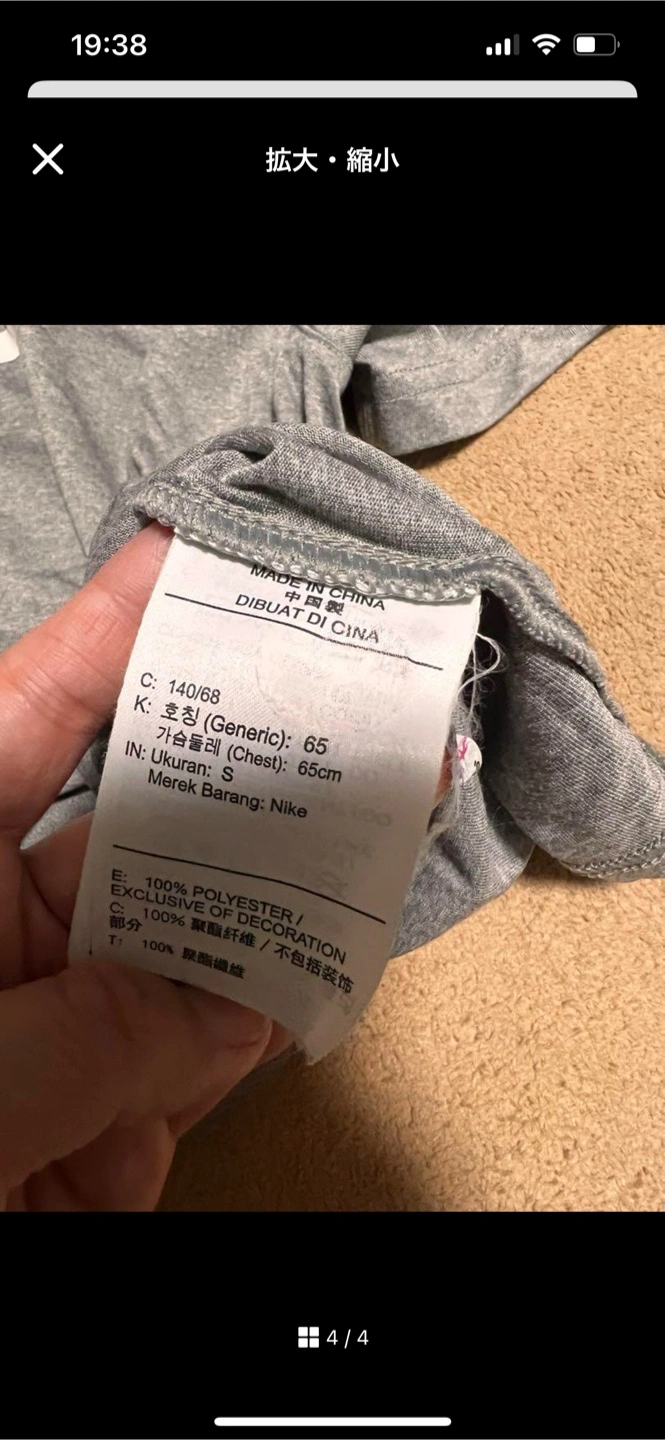 19:38
拡大・縮小
MADE IN CHINA
中国製
DIBUAT DI CINA
C: 140/68
K: 호칭 (Generic): 65
가슴둘레 (Chest): 65cm
IN: Ukuran: S
Merek Barang: Nike
E: 100% POLYESTER /
EXCLUSIVE OF DECORATION
C: 100% 聚酯纤维 / 不包括装饰
部分
T: 100% 聚酯纖維
4 / 4